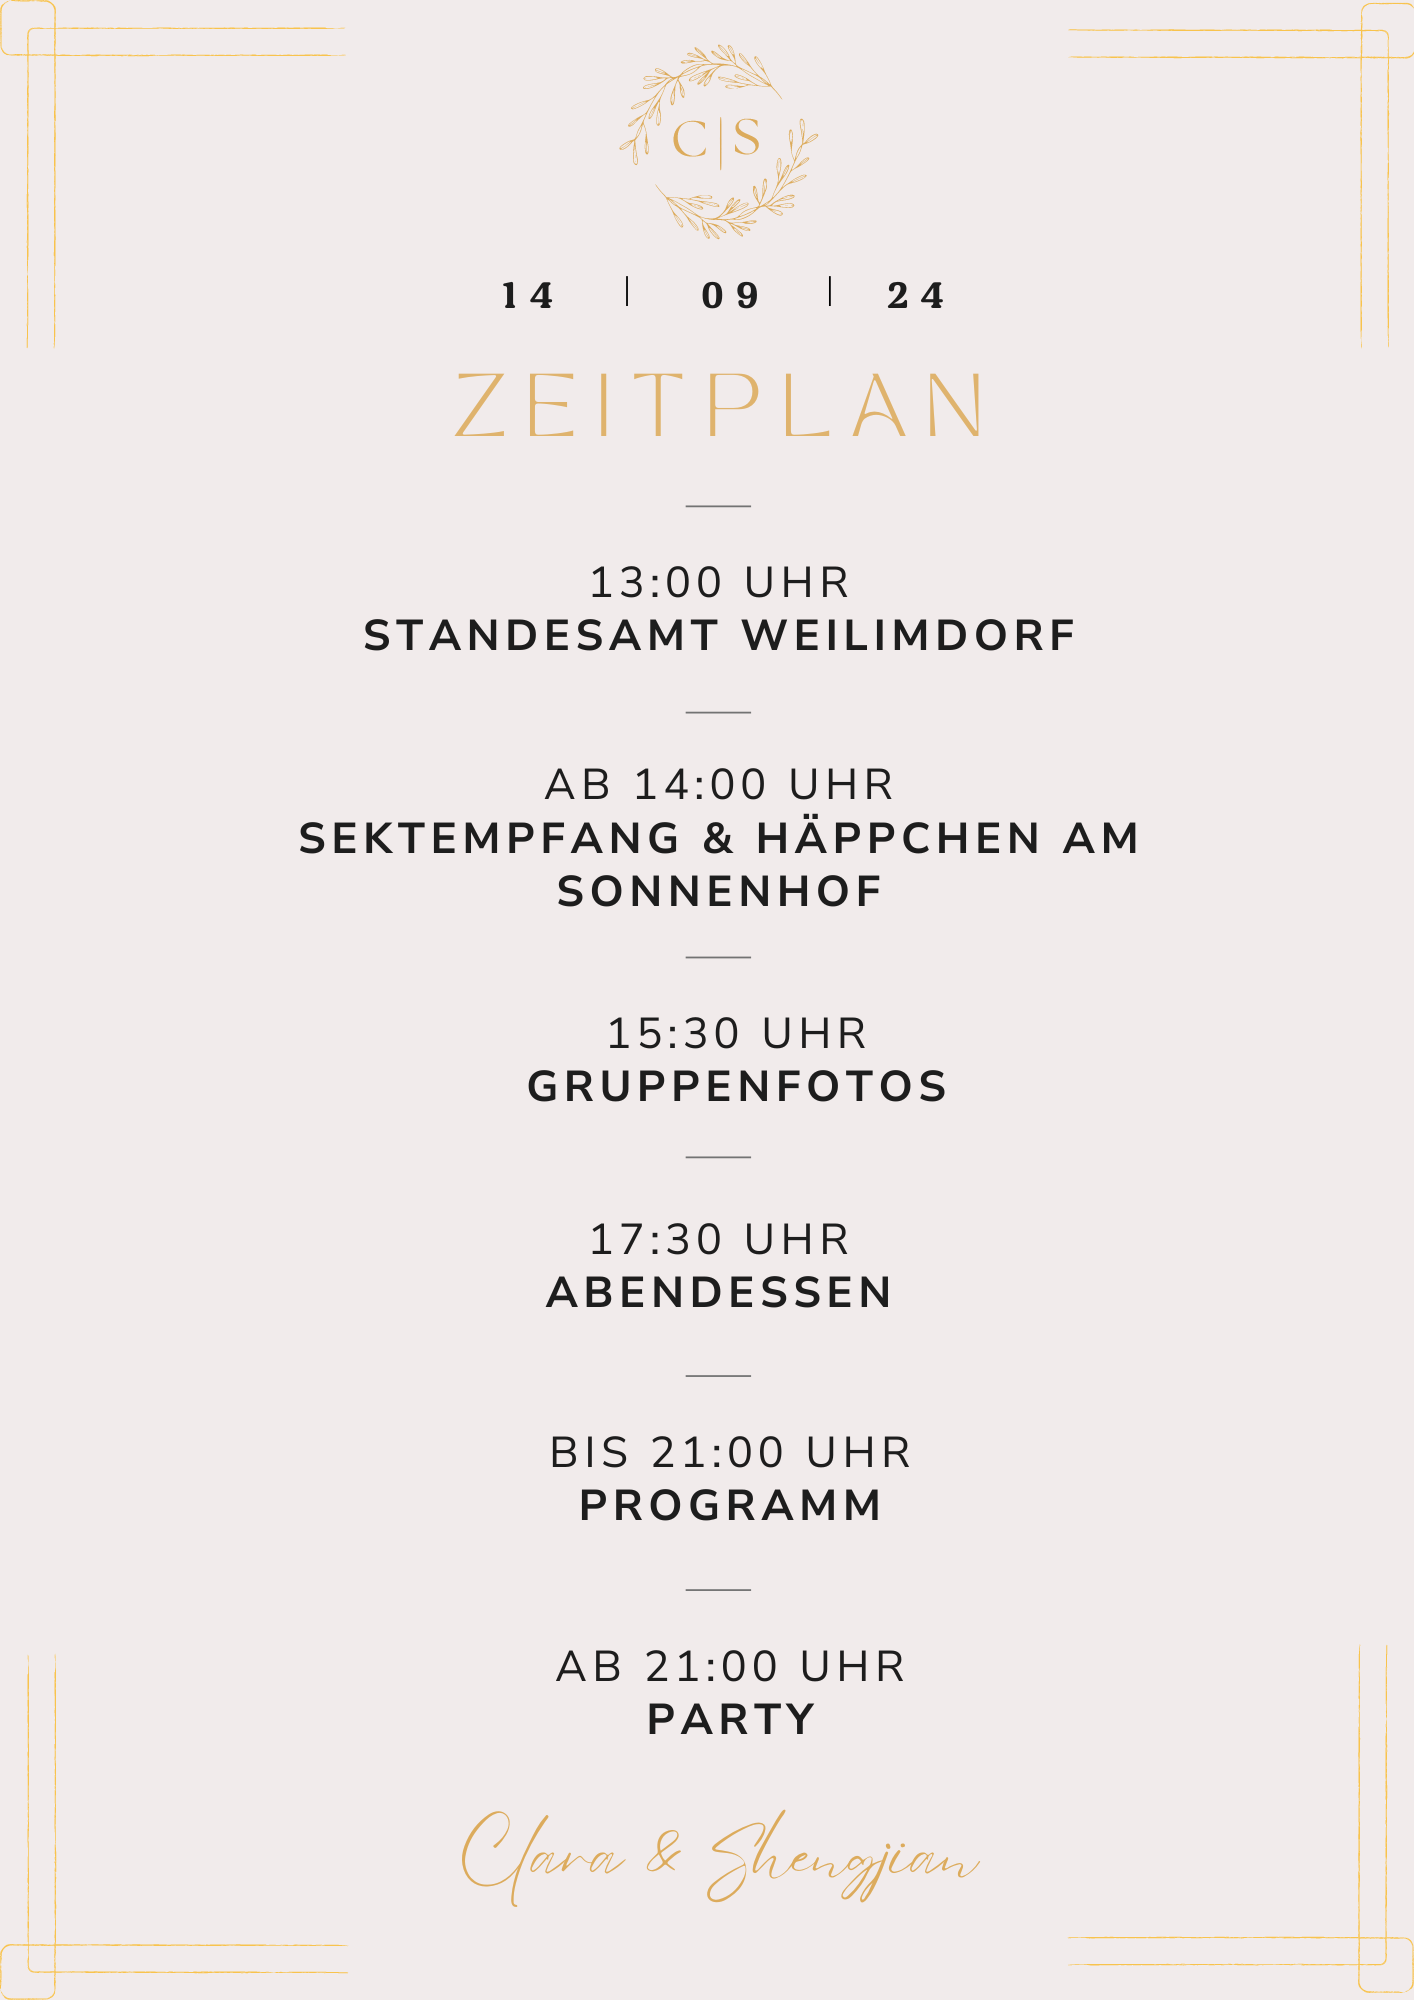 C|S
14 | 09 | 24
ZEITPLAN
13:00 UHR
STANDESAMT WEILIMDORF
AB 14:00 UHR
SEKTEMPFANG & HÄPPCHEN AM
SONNENHOF
15:30 UHR
GRUPPENFOTOS
17:30 UHR
ABENDESSEN
BIS 21:00 UHR
PROGRAMM
AB 21:00 UHR
PARTY
Clara & Shengjian